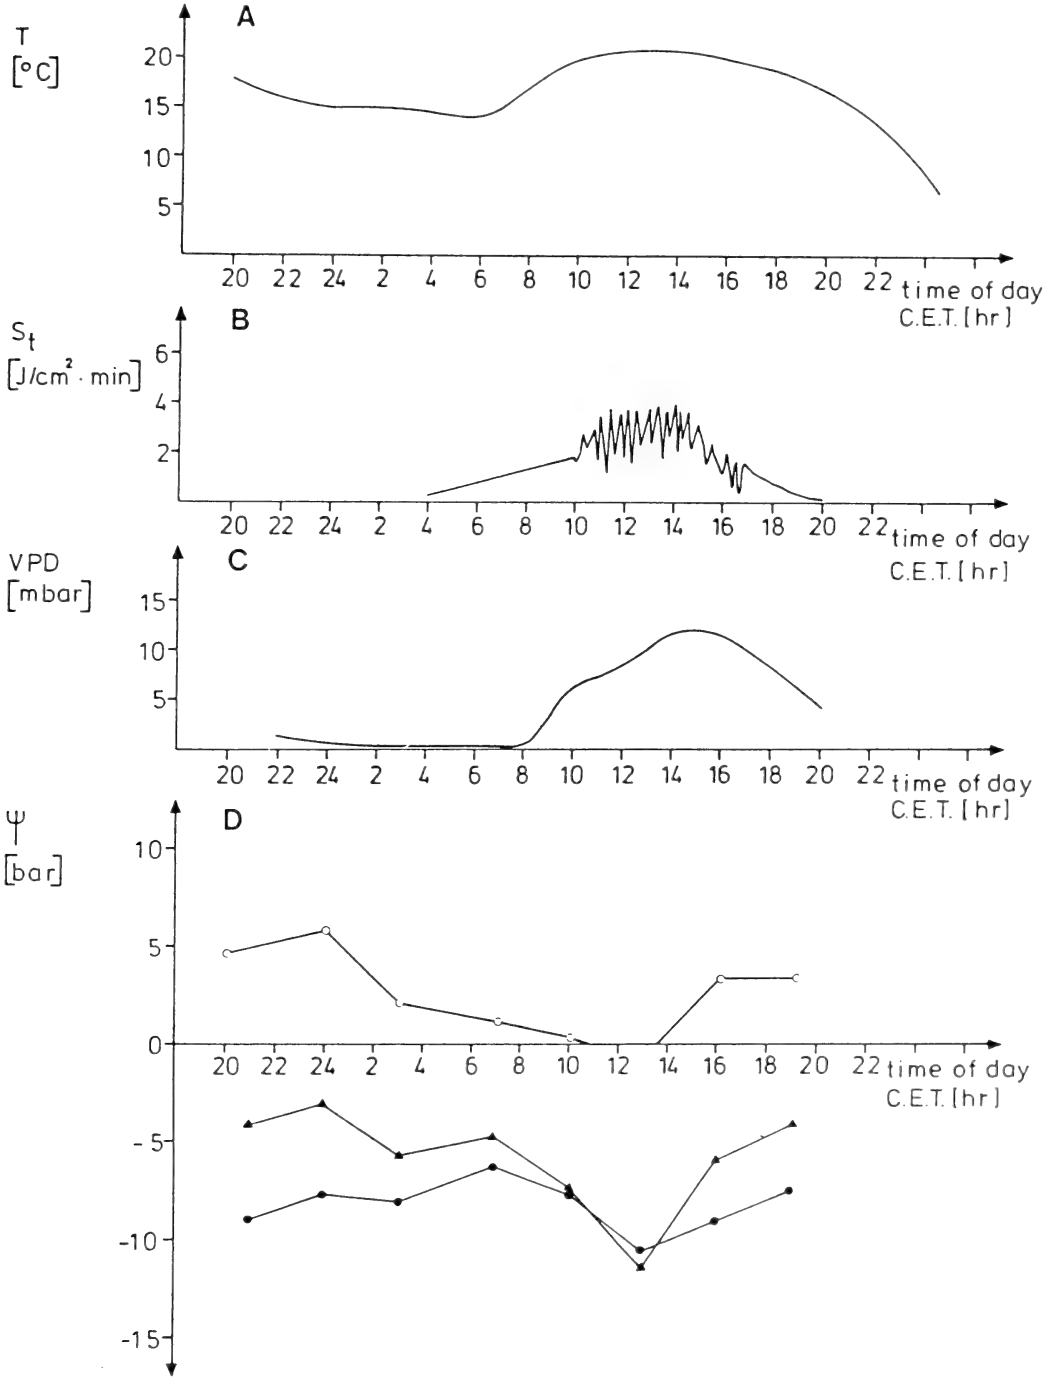 A
T
[°C]
20
15
10
5
20 22 24 2 4 6 8 10 12 14 16 18 20 22 time of day
C.E.T. [hr]
B
St
[J/cm² · min]
6
4
2
20 22 24 2 4 6 8 10 12 14 16 18 20 22 time of day
C.E.T. [hr]
C
VPD
[mbar]
15
10
5
20 22 24 2 4 6 8 10 12 14 16 18 20 22 time of day
C.E.T. [hr]
D
Ψ
[bar]
10
5
0
20 22 24 2 4 6 8 10 12 14 16 18 20 22 time of day
C.E.T. [hr]
-5
-10
-15